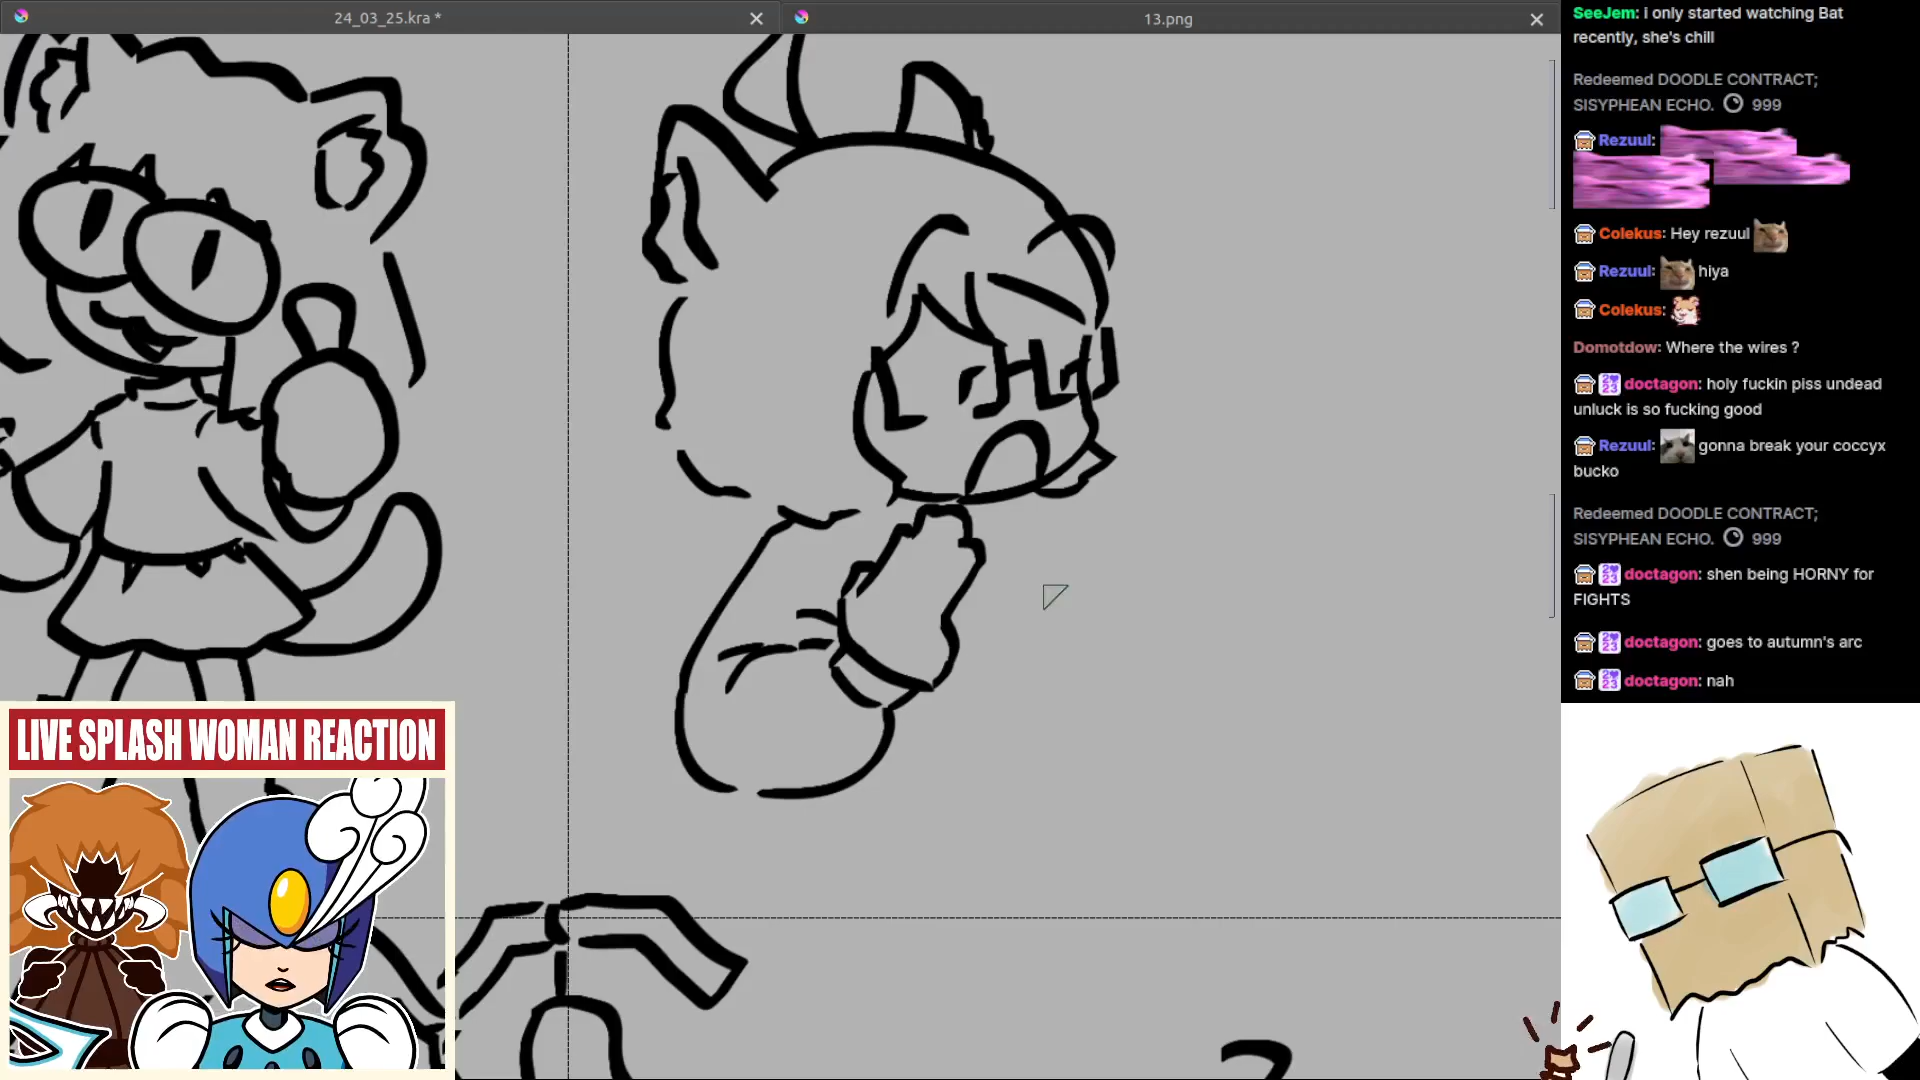 24_03_25.kra *
13.png
SeeJem: i only started watching Bat
recently, she's chill
Redeemed DOODLE CONTRACT;
SISYPHEAN ECHO. 999
Rezuul:
Colekus: Hey rezuul
Rezuul: hiya
Colekus:
Domotdow: Where the wires ?
doctagon: holy fuckin piss undead
unluck is so fucking good
Rezuul: gonna break your coccyx
bucko
Redeemed DOODLE CONTRACT;
SISYPHEAN ECHO. 999
doctagon: shen being HORNY for
FIGHTS
doctagon: goes to autumn's arc
doctagon: nah
LIVE SPLASH WOMAN REACTION